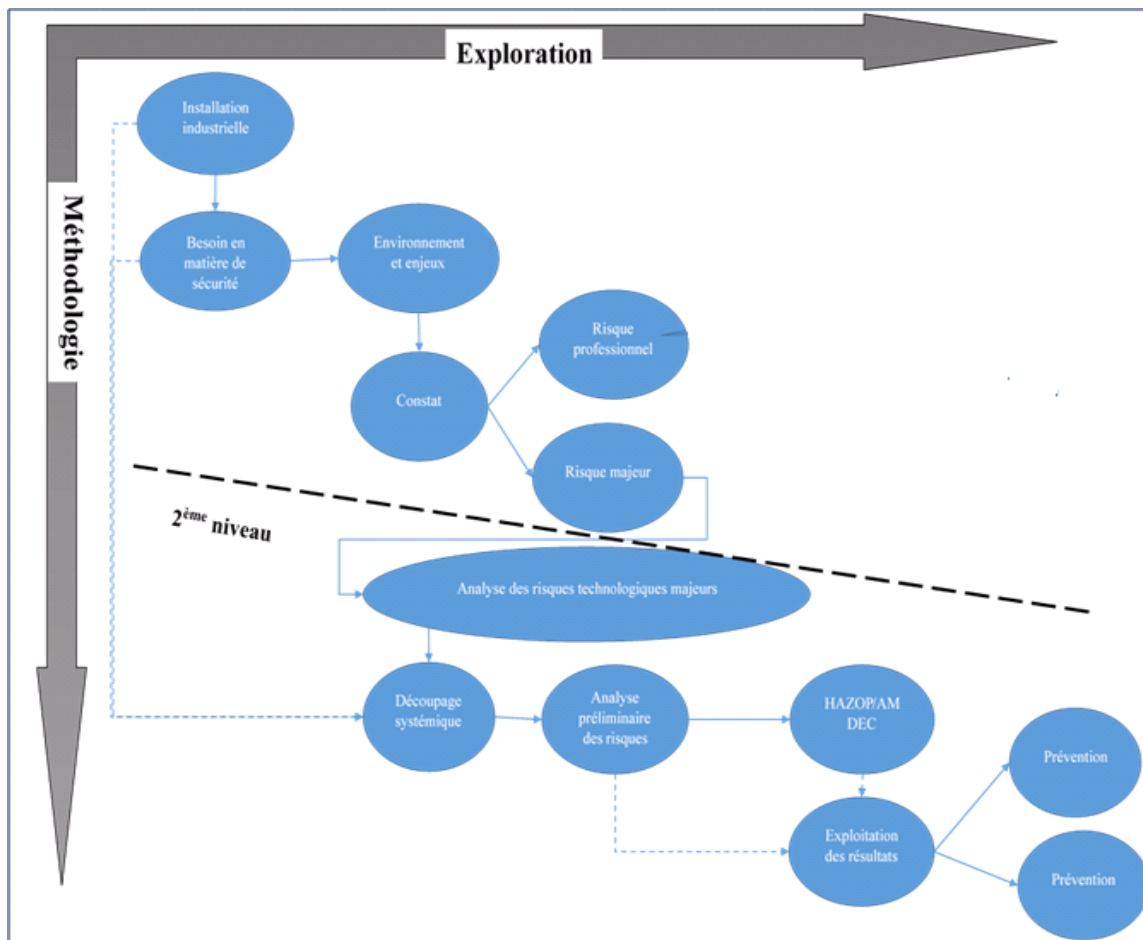 Exploration
Méthodologie
Installation
industrielle
Besoin en
matière de
sécurité
Environnement
et enjeux
Risque
professionnel
Constat
Risque majeur
2ème niveau
Analyse des risques technologiques majeurs
Découpage
systémique
Analyse
préliminaire
des risques
HAZOP/AM
DEC
Prévention
Exploitation
des résultats
Prévention